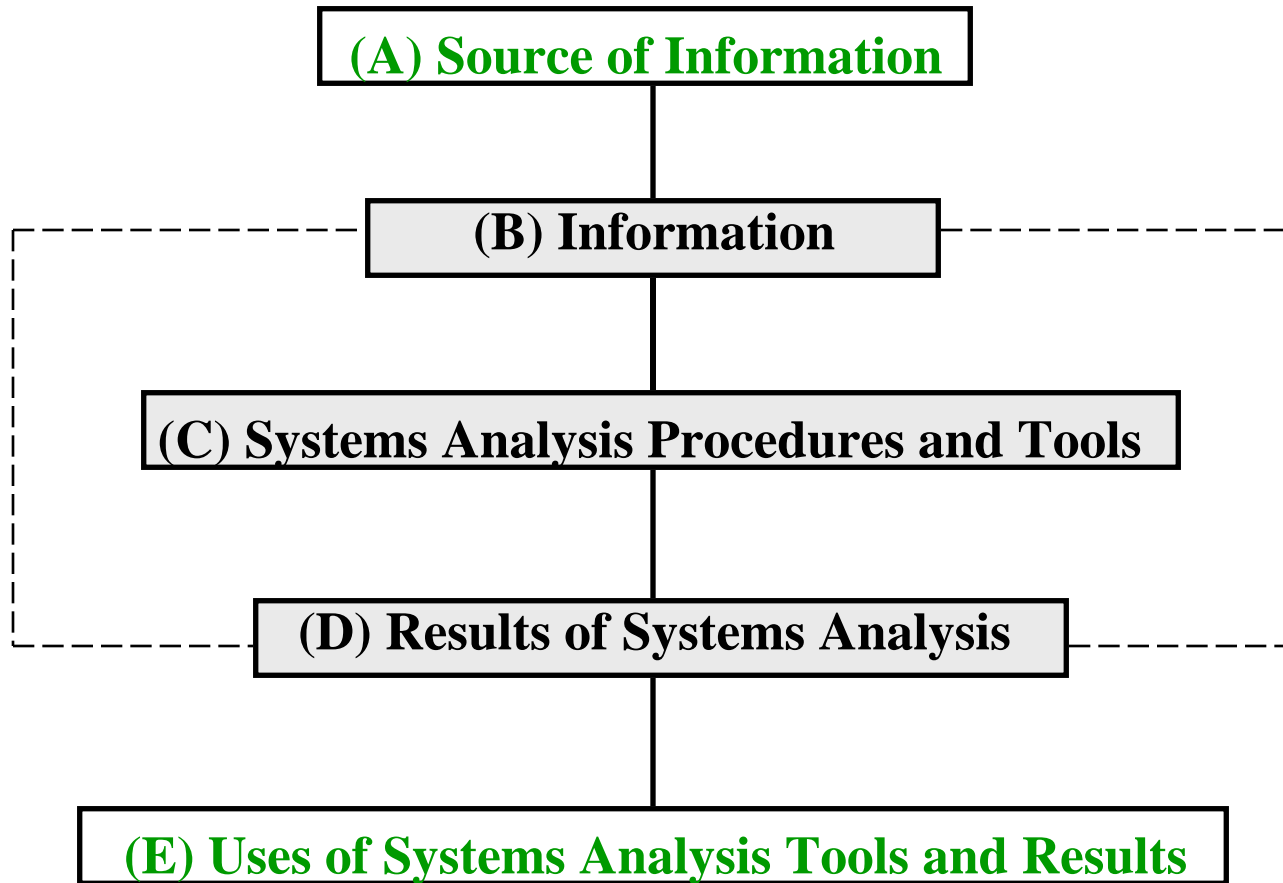 (A) Source of Information
(B) Information
(C) Systems Analysis Procedures and Tools
(D) Results of Systems Analysis
(E) Uses of Systems Analysis Tools and Results